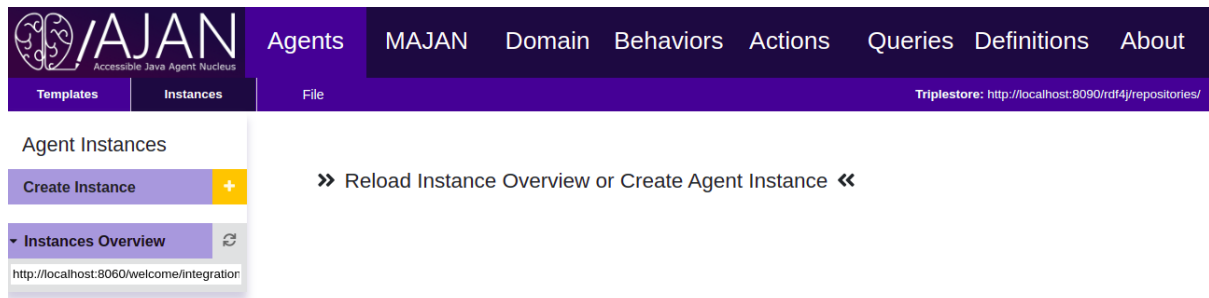 AJAN
Accessible Java Agent Nucleus
Agents MAJAN Domain Behaviors Actions Queries Definitions About
Templates Instances File Triplestore: http://localhost:8090/rdf4j/repositories/
Agent Instances
Create Instance +
» Reload Instance Overview or Create Agent Instance «
Instances Overview
http://localhost:8060/welcome/integration